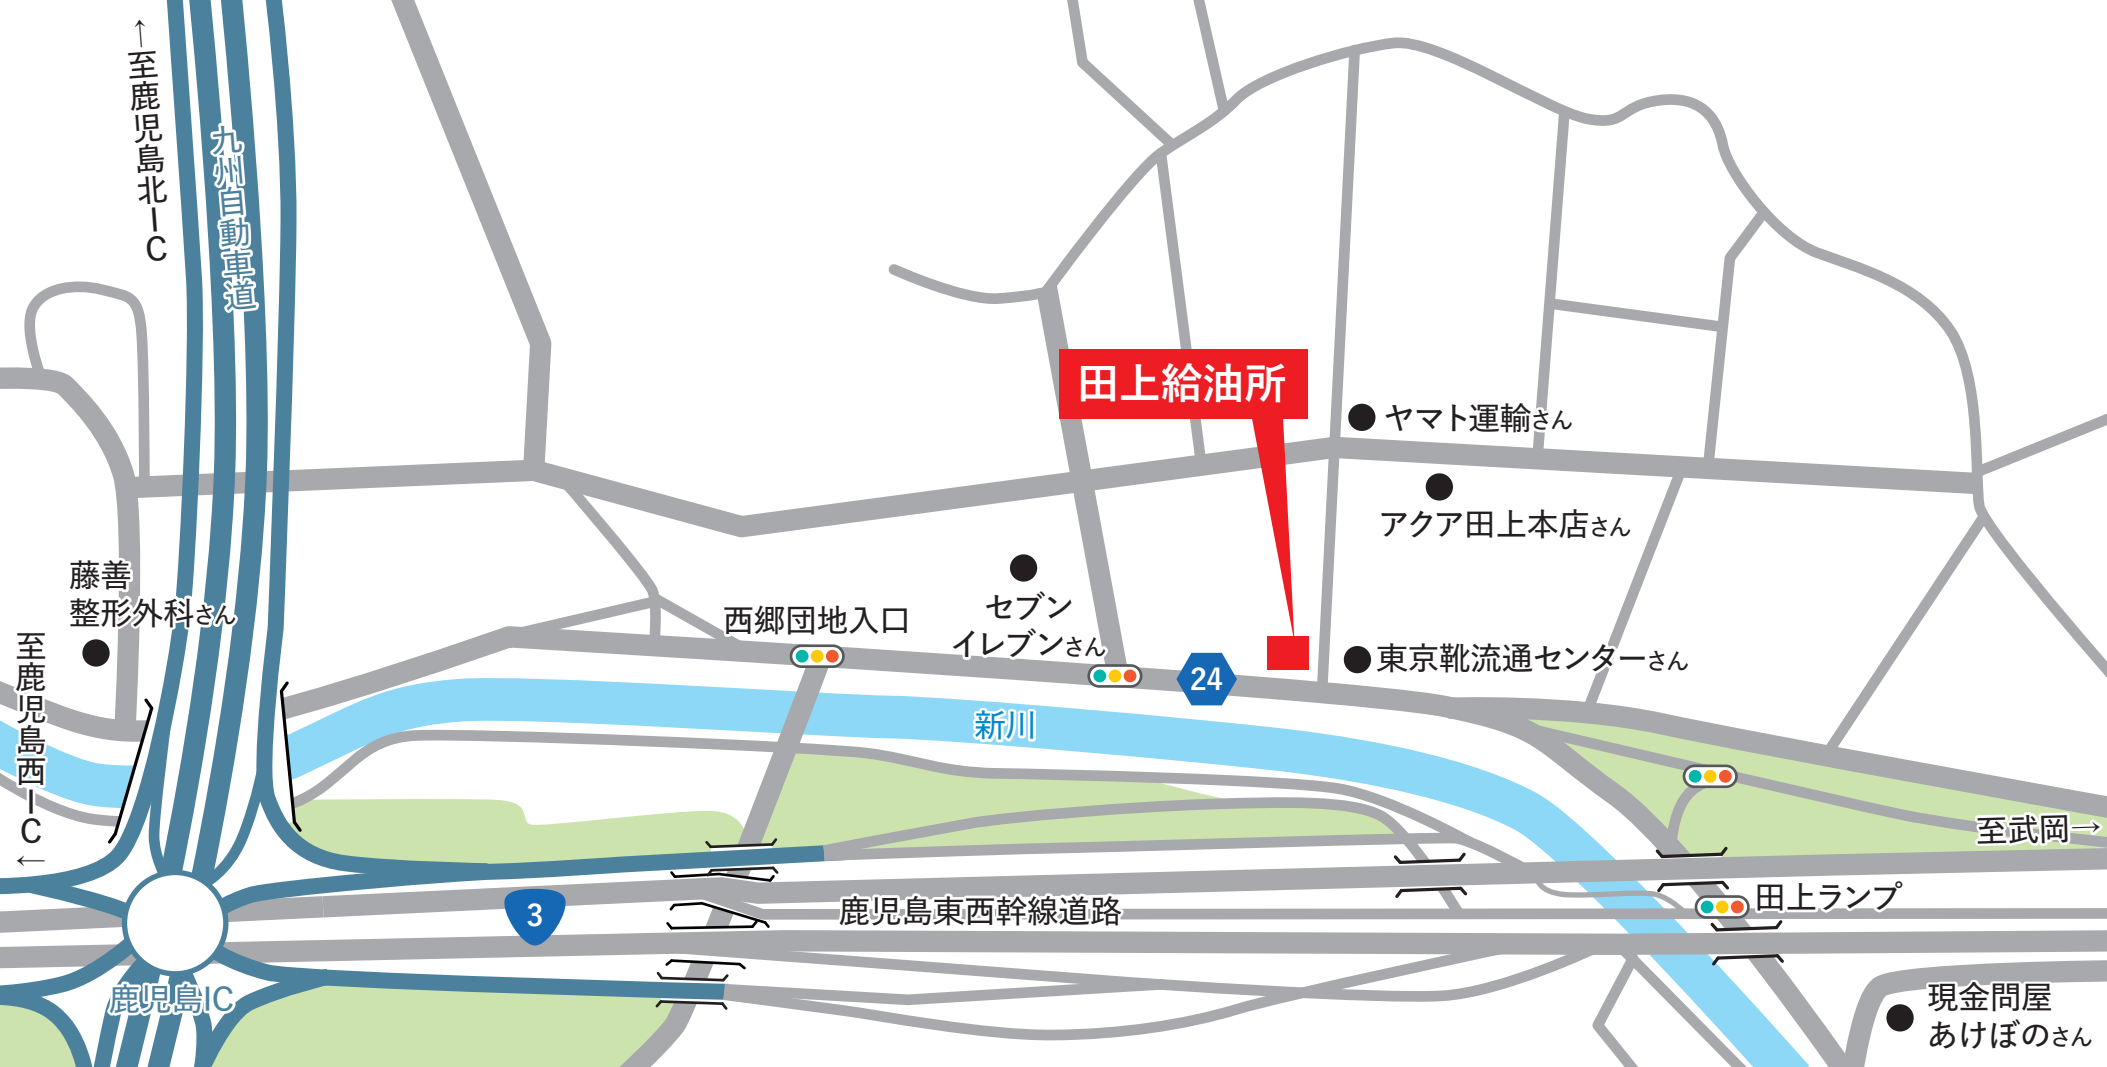 ←至鹿児島北IC
九州自動車道
田上給油所
ヤマト運輸さん
アクア田上本店さん
藤善
整形外科さん
西郷団地入口
セブン
イレブンさん
至鹿児島西IC←
24
東京靴流通センターさん
新川
至武岡→
3
鹿児島東西幹線道路
田上ランプ
鹿児島IC
現金問屋
あけぼのさん